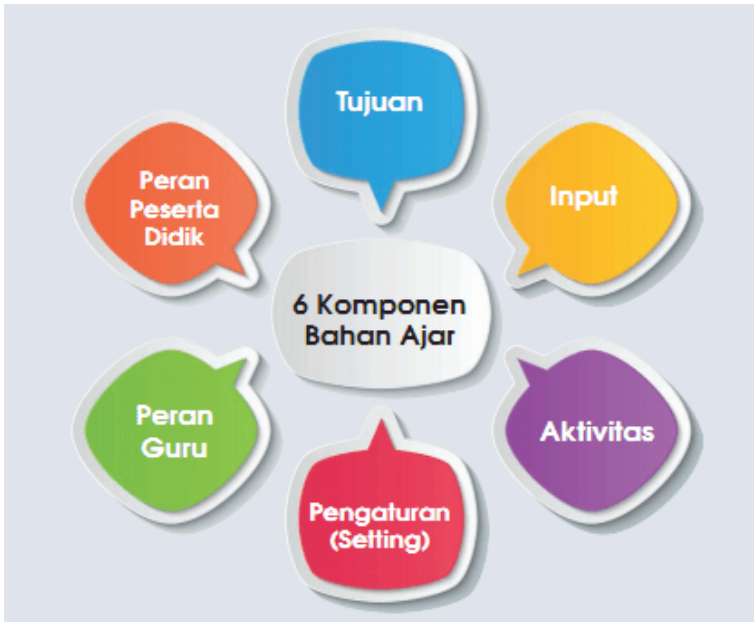 Tujuan
Input
Aktivitas
Pengaturan
(Setting)
Peran
Guru
Peran
Peserta
Didik
6 Komponen
Bahan Ajar